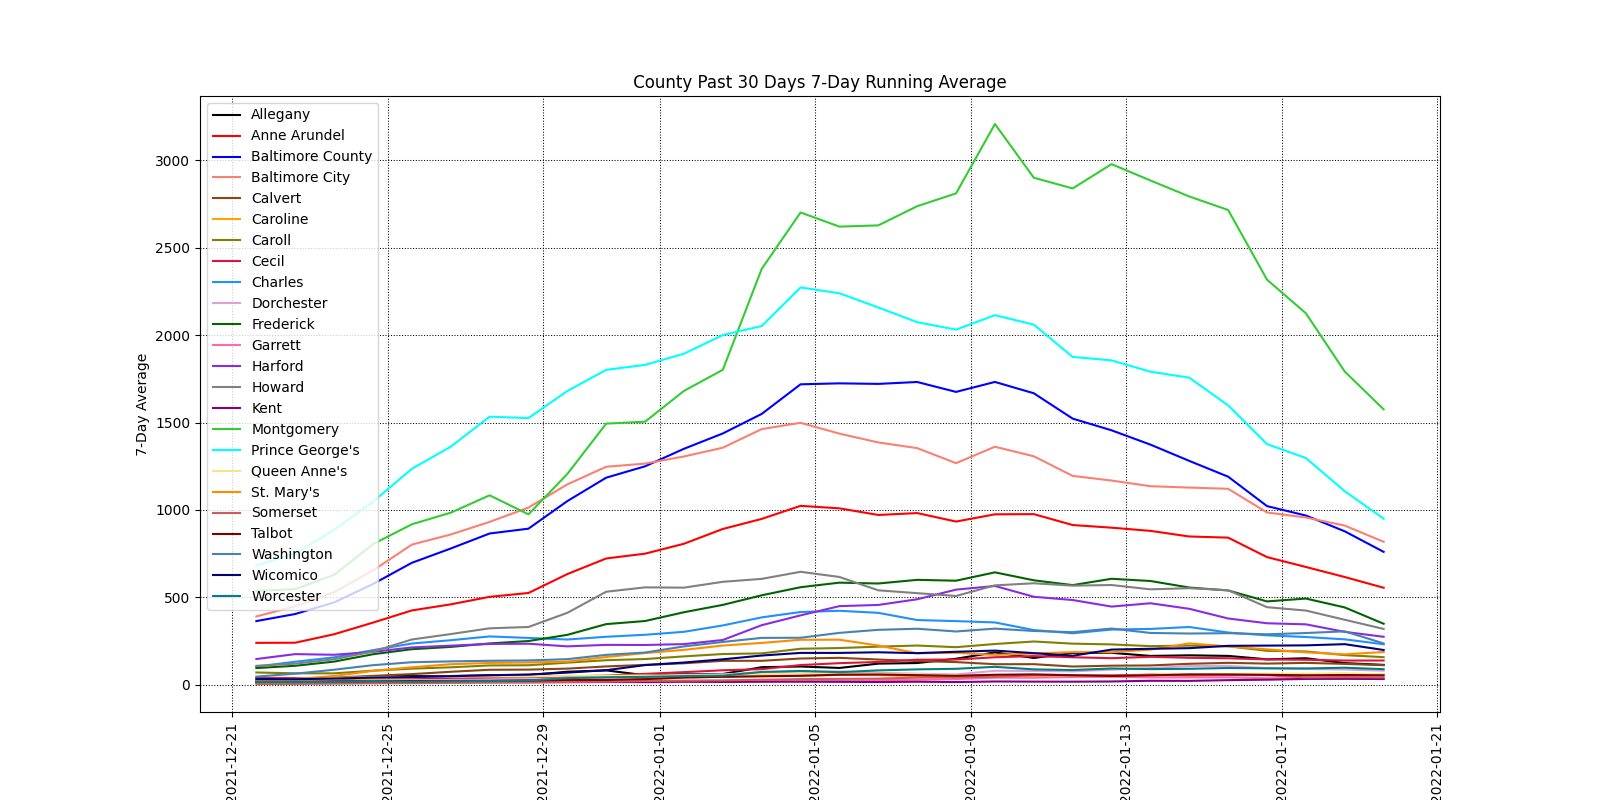 County Past 30 Days 7-Day Running Average
7-Day Average
3000
2500
2000
1500
1000
500
0
Allegany
Anne Arundel
Baltimore County
Baltimore City
Calvert
Caroline
Caroll
Cecil
Charles
Dorchester
Frederick
Garrett
Harford
Howard
Kent
Montgomery
Prince George's
Queen Anne's
St. Mary's
Somerset
Talbot
Washington
Wicomico
Worcester
2021-12-21
2021-12-25
2021-12-29
2022-01-01
2022-01-05
2022-01-09
2022-01-13
2022-01-17
2022-01-21